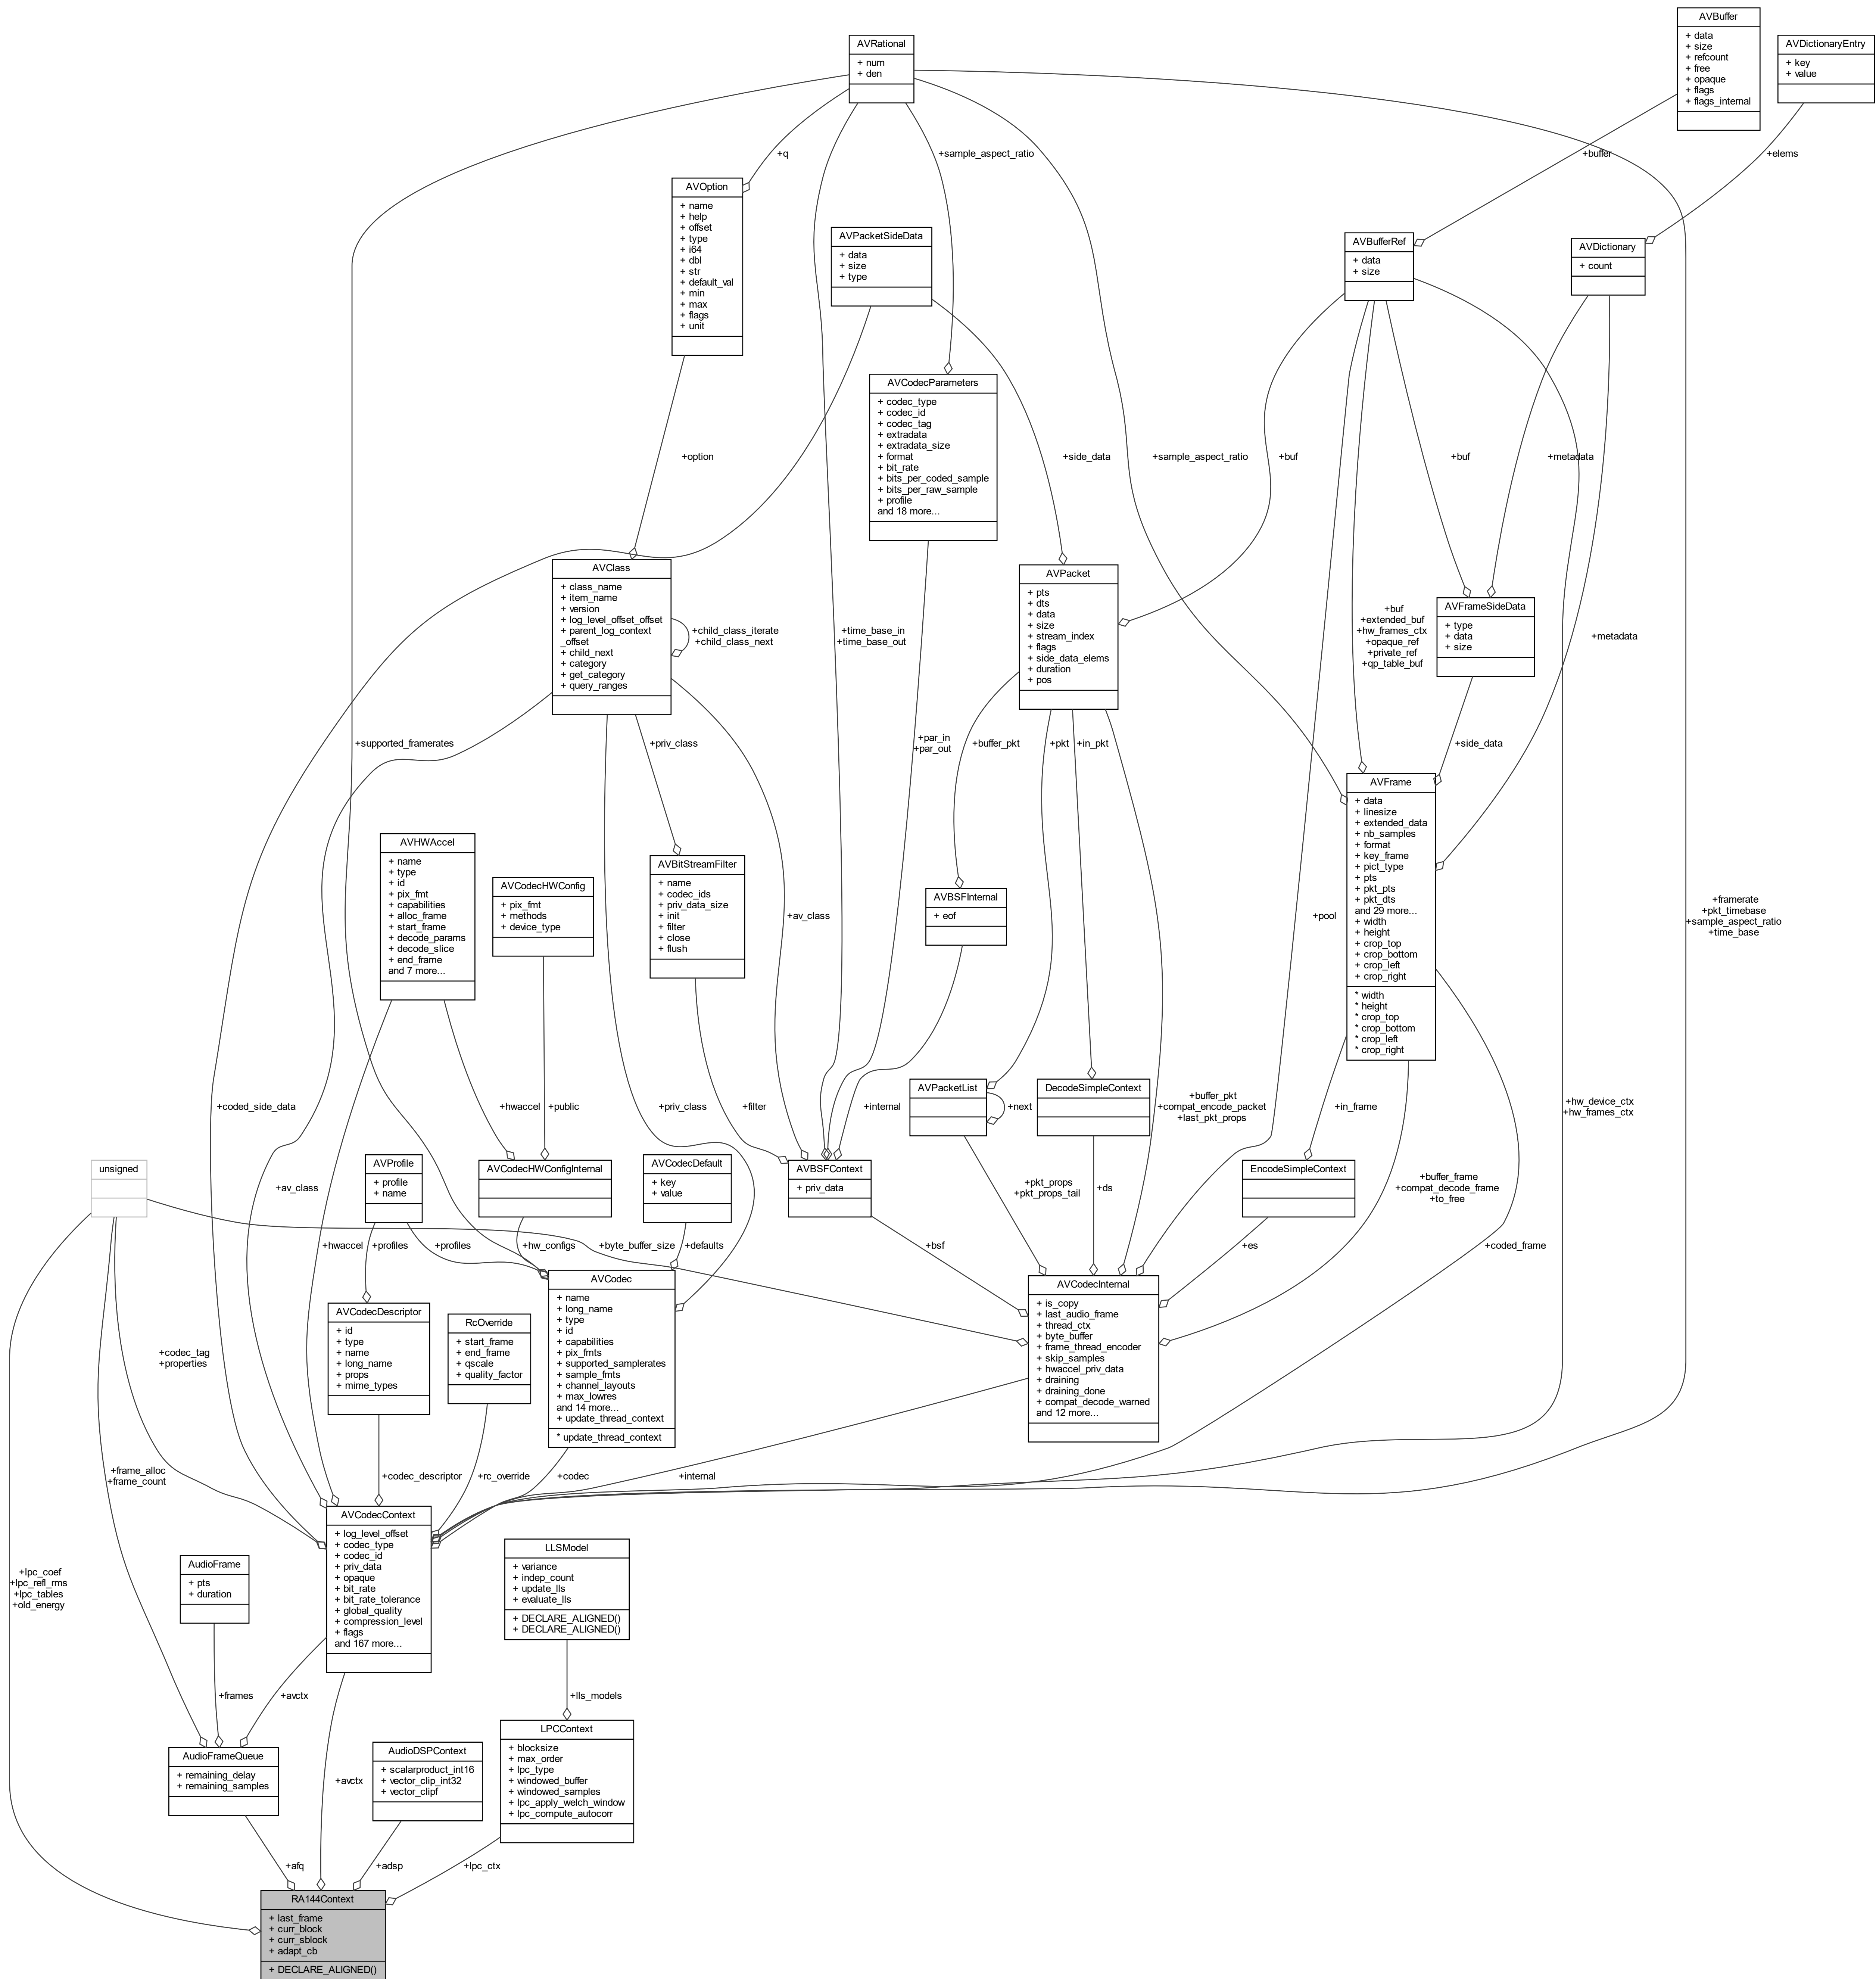 AVBuffer
+ data
+ size
+ refcount
+ free
+ opaque
+ flags
+ flags_internal
AVRational
+ num
+ den
AVDictionaryEntry
+ key
+ value
+q
+sample_aspect_ratio
+buffer
+elems
AVOption
+ name
+ help
+ offset
+ type
+ i64
+ dbl
+ str
+ default_val
+ min
+ max
+ flags
+ unit
AVPacketSideData
+ data
+ size
+ type
AVBufferRef
+ data
+ size
AVDictionary
+ count
AVCodecParameters
+ codec_type
+ codec_id
+ codec_tag
+ extradata
+ extradata_size
+ format
+ bit_rate
+ bits_per_coded_sample
+ bits_per_raw_sample
+ profile
and 18 more...
+option
+side_data
+sample_aspect_ratio
+buf
+buf
+metadata
AVClass
+ class_name
+ item_name
+ version
+ log_level_offset_offset
+ parent_log_context
_offset
+ child_next
+ category
+ get_category
+ query_ranges
+child_class_iterate
+child_class_next
+time_base_in
+time_base_out
AVPacket
+ pts
+ dts
+ data
+ size
+ stream_index
+ flags
+ side_data_elems
+ duration
+ pos
+buf
+extended_buf
+hw_frames_ctx
+opaque_ref
+private_ref
+qp_table_buf
AVFrameSideData
+ type
+ data
+ size
+metadata
+supported_framerates
+priv_class
+par_in
+par_out
+buffer_pkt
+pkt
+in_pkt
+side_data
AVFrame
+ data
+ linesize
+ extended_data
+ nb_samples
+ format
+ key_frame
+ pict_type
+ pts
+ pkt_pts
+ pkt_dts
and 29 more...
+ width
+ height
+ crop_top
+ crop_bottom
+ crop_left
+ crop_right
* width
* height
* crop_top
* crop_bottom
* crop_left
* crop_right
AVHWAccel
+ name
+ type
+ id
+ pix_fmt
+ capabilities
+ alloc_frame
+ start_frame
+ decode_params
+ decode_slice
+ end_frame
and 7 more...
AVCodecHWConfig
+ pix_fmt
+ methods
+ device_type
AVBitStreamFilter
+ name
+ codec_ids
+ priv_data_size
+ init
+ filter
+ close
+ flush
+av_class
AVBSFInternal
+ eof
+pool
+framerate
+pkt_timebase
+sample_aspect_ratio
+time_base
+coded_side_data
+hwaccel
+public
+priv_class
+filter
+internal
AVPacketList
+next
DecodeSimpleContext
+buffer_pkt
+compat_encode_packet
+last_pkt_props
+in_frame
+hw_device_ctx
+hw_frames_ctx
unsigned
+av_class
AVProfile
+ profile
+ name
AVCodecHWConfigInternal
AVCodecDefault
+ key
+ value
AVBSFContext
+ priv_data
+pkt_props
+pkt_props_tail
+ds
EncodeSimpleContext
+buffer_frame
+compat_decode_frame
+to_free
+hwaccel
+profiles
+profiles
+hw_configs
+byte_buffer_size
+defaults
+bsf
+es
+coded_frame
AVCodecDescriptor
+ id
+ type
+ name
+ long_name
+ props
+ mime_types
RcOverride
+ start_frame
+ end_frame
+ qscale
+ quality_factor
AVCodec
+ name
+ long_name
+ type
+ id
+ capabilities
+ pix_fmts
+ supported_samplerates
+ sample_fmts
+ channel_layouts
+ max_lowres
and 14 more...
+ update_thread_context
* update_thread_context
AVCodecInternal
+ is_copy
+ last_audio_frame
+ thread_ctx
+ byte_buffer
+ frame_thread_encoder
+ skip_samples
+ hwaccel_priv_data
+ draining
+ draining_done
+ compat_decode_warned
and 12 more...
+codec_tag
+properties
+frame_alloc
+frame_count
+codec_descriptor
+rc_override
+codec
+internal
AVCodecContext
+ log_level_offset
+ codec_type
+ codec_id
+ priv_data
+ opaque
+ bit_rate
+ bit_rate_tolerance
+ global_quality
+ compression_level
+ flags
and 167 more...
LLSModel
+ variance
+ indep_count
+ update_lls
+ evaluate_lls
+ DECLARE_ALIGNED()
+ DECLARE_ALIGNED()
+lpc_coef
+lpc_refl_rms
+lpc_tables
+old_energy
AudioFrame
+ pts
+ duration
+frames
+avctx
+lls_models
AudioFrameQueue
+ remaining_delay
+ remaining_samples
+avctx
AudioDSPContext
+ scalarproduct_int16
+ vector_clip_int32
+ vector_clipf
LPCContext
+ blocksize
+ max_order
+ lpc_type
+ windowed_buffer
+ windowed_samples
+ lpc_apply_welch_window
+ lpc_compute_autocorr
+afq
+adsp
+lpc_ctx
RA144Context
+ last_frame
+ curr_block
+ curr_sblock
+ adapt_cb
+ DECLARE_ALIGNED()